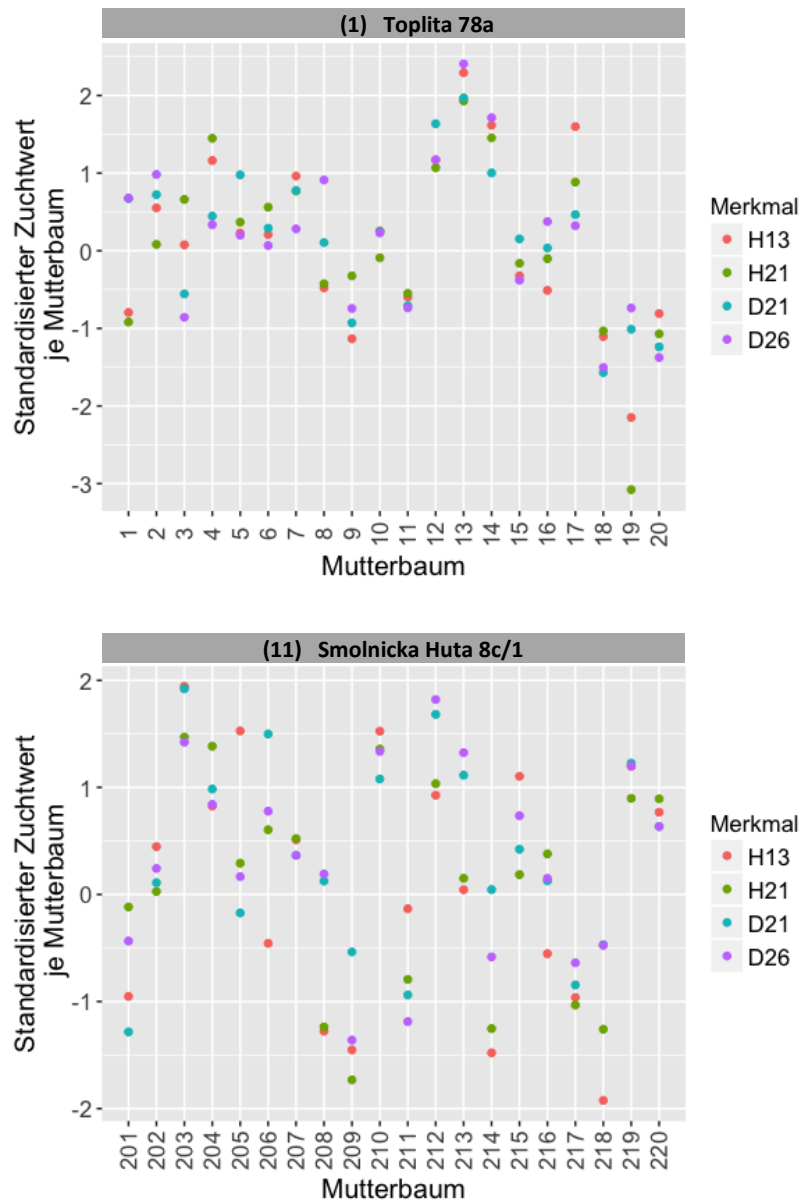 (1) Toplita 78a
Standardisierter Zuchtwert
je Mutterbaum
2
1
0
-1
-2
-3
1 2 3 4 5 6 7 8 9 10 11 12 13 14 15 16 17 18 19 20
Mutterbaum
Merkmal
H13
H21
D21
D26
(11) Smolnicka Huta 8c/1
Standardisierter Zuchtwert
je Mutterbaum
2
1
0
-1
-2
201 202 203 204 205 206 207 208 209 210 211 212 213 214 215 216 217 218 219 220
Mutterbaum
Merkmal
H13
H21
D21
D26